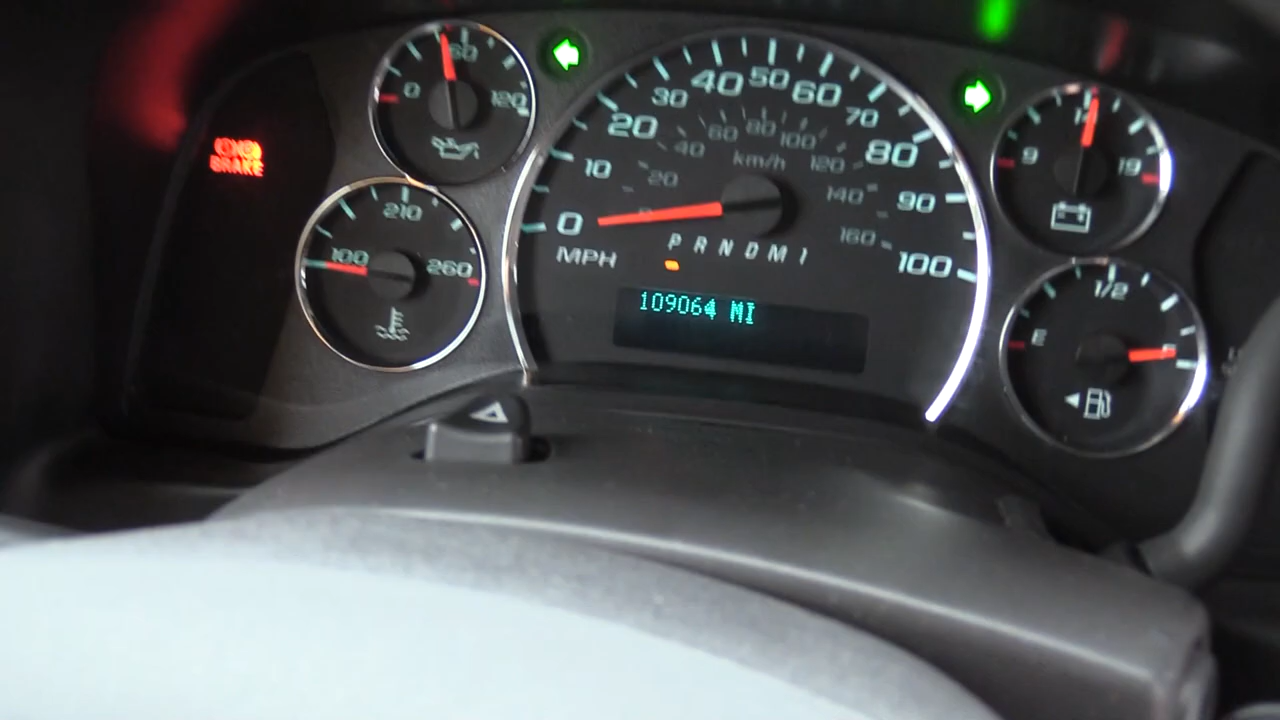 BRAKE
0 60 120
100 210 260
0 10 20 30 40 50 60 70 80 90 100
MPH
20 40 60 80 100 120 140 160
km/h
P R N D M 1
109064 MI
9 14 19
E 1/2